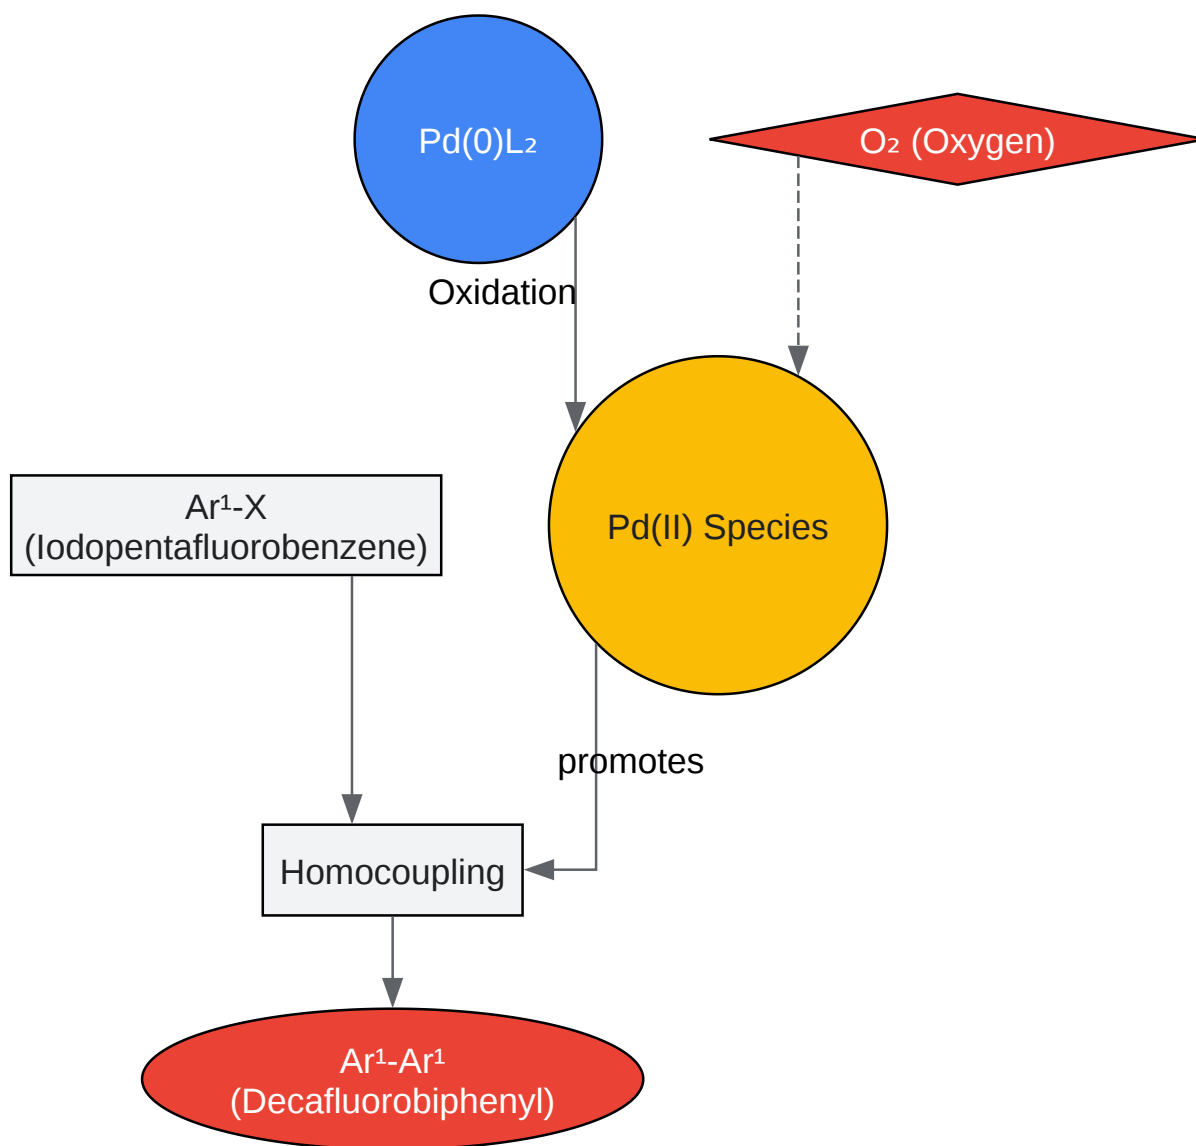 Pd(0)L₂
O₂ (Oxygen)
Oxidation
Ar¹-X
(Iodopentafluorobenzene)
Pd(II) Species
promotes
Homocoupling
Ar¹-Ar¹
(Decafluorobiphenyl)